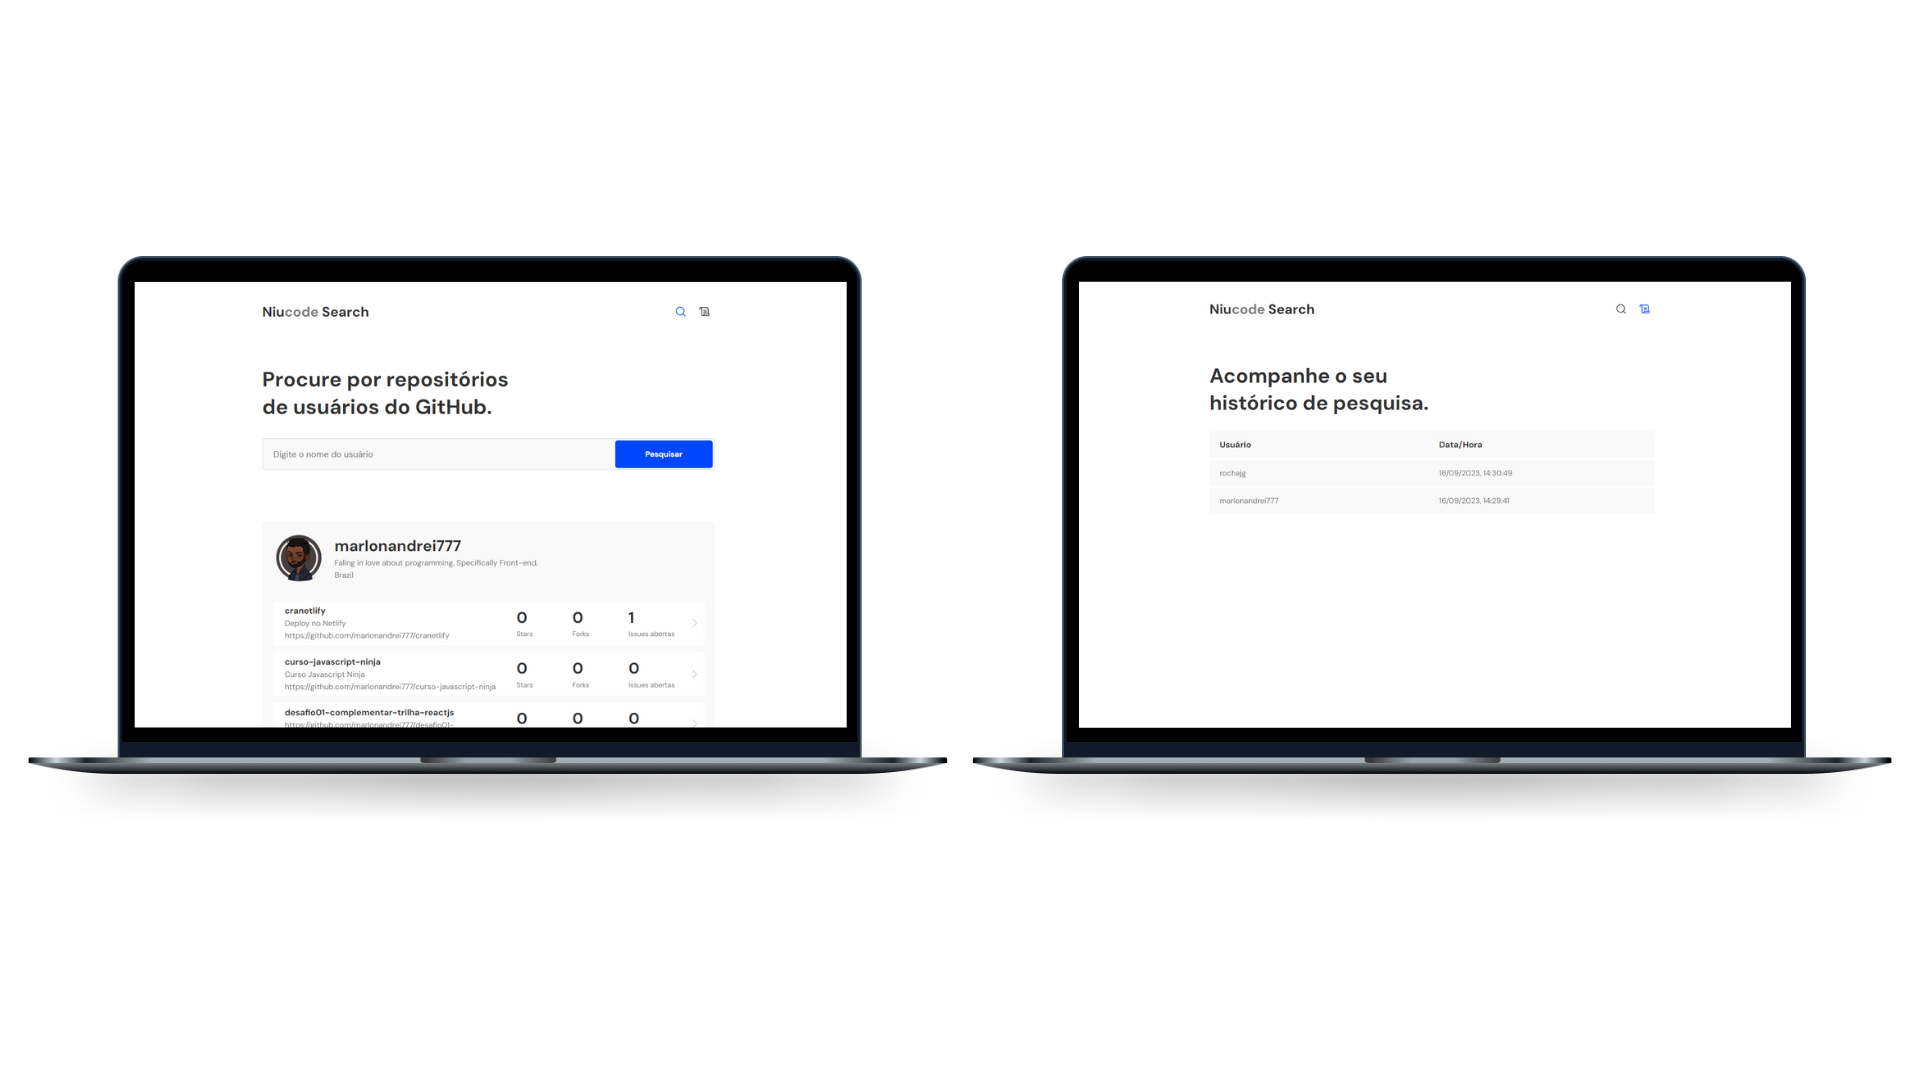 Niucode Search
Procure por repositórios
de usuários do GitHub.
Digite o nome do usuário
Pesquisar
marlonandrei777
Faling in love about programming. Specifically Front-end.
Brazil
cranetlify
Deploy no Netlify
https://github.com/marlonandrei777/cranetlify
0 0 1
Stars Forks Issues abertas
curso-javascript-ninja
Curso Javascript Ninja
https://github.com/marlonandrei777/curso-javascript-ninja
0 0 0
Stars Forks Issues abertas
desafio01-complementar-trilha-reactjs
https://github.com/marlonandrei777/desafio01-
0 0 0
Niucode Search
Acompanhe o seu
histórico de pesquisa.
Usuário Data/Hora
rochajg 16/09/2023, 14:30:49
marlonandrei777 16/09/2023, 14:29:41